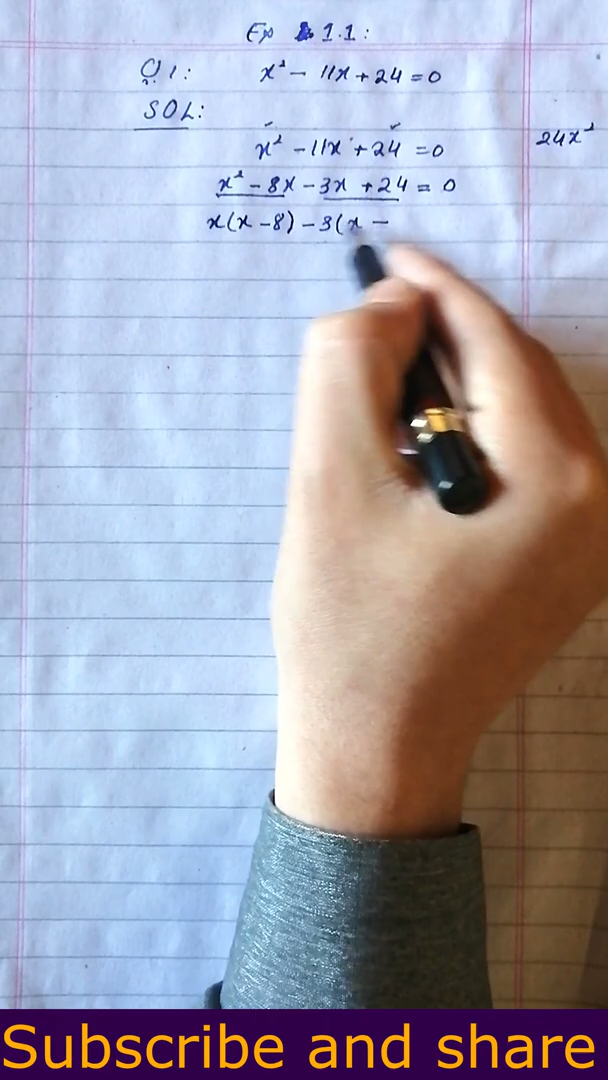 Ex 1.1:
Q1: x² - 11x + 24 = 0
SOL:
x² - 11x + 24 = 0
24x²
x² - 8x - 3x + 24 = 0
x(x - 8) - 3(x -
Subscribe and share